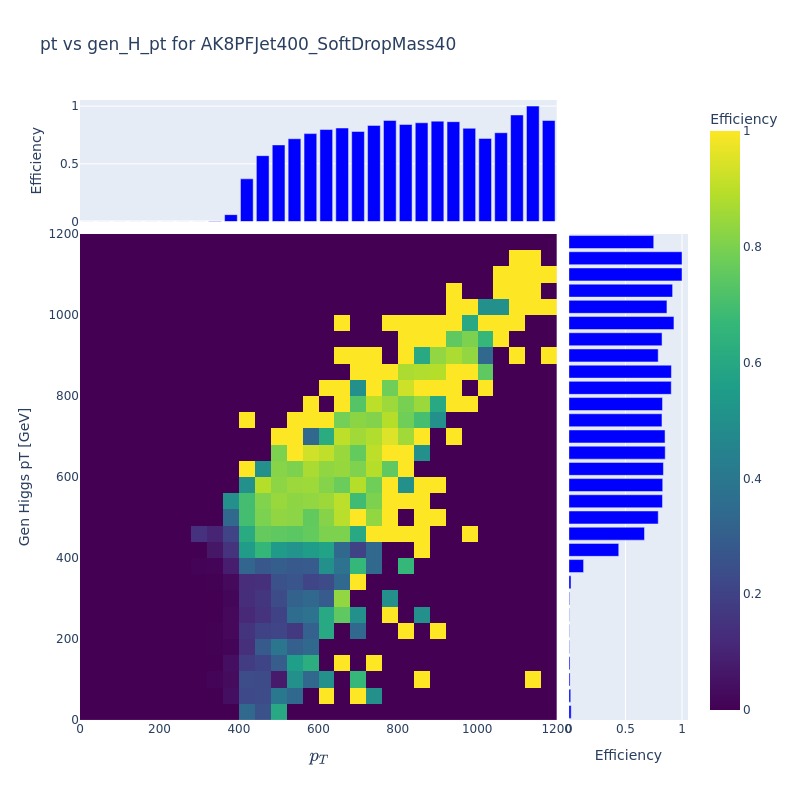 pt vs gen_H_pt for AK8PFJet400_SoftDropMass40
Efficiency
1
0.5
0
Efficiency
1
0.8
0.6
0.4
0.2
0
Gen Higgs pT [GeV]
1200
1000
800
600
400
200
0
0 200 400 600 800 1000 1200
0 0.5 1
p_T
Efficiency